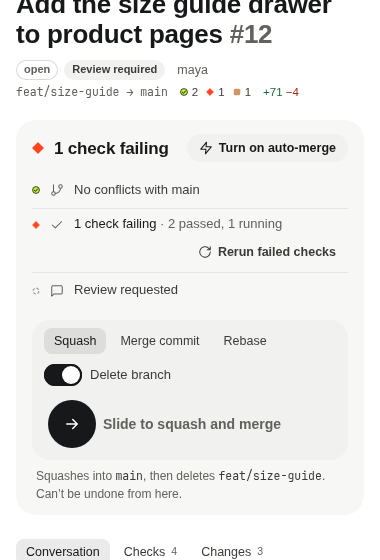 Add the size guide drawer
to product pages #12
open Review required maya
feat/size-guide → main 2 1 1 +71 −4
1 check failing Turn on auto-merge
No conflicts with main
1 check failing · 2 passed, 1 running
Rerun failed checks
Review requested
Squash Merge commit Rebase
Delete branch
Slide to squash and merge
Squashes into main, then deletes feat/size-guide.
Can’t be undone from here.
Conversation Checks 4 Changes 3